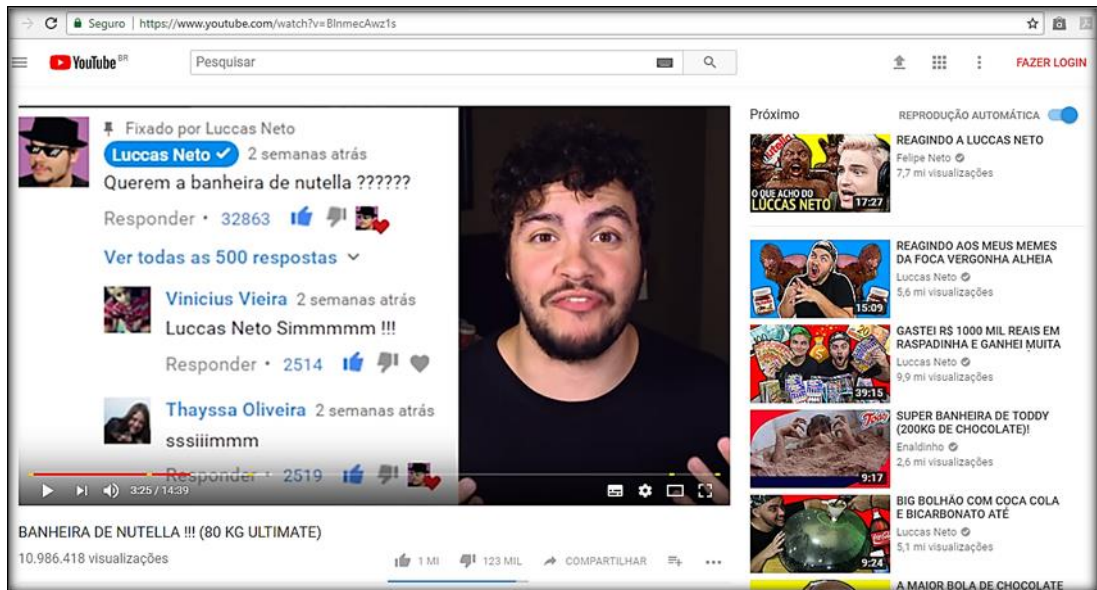 Seguro | https://www.youtube.com/watch?v=BInmecAwz1s
YouTube BR
Pesquisar
FAZER LOGIN
Fixado por Luccas Neto
Luccas Neto
2 semanas atrás
Querem a banheira de nutella ??????
Responder • 32863
Ver todas as 500 respostas
Vinicius Vieira 2 semanas atrás
Luccas Neto Simmmmm !!!
Responder • 2514
Thayssa Oliveira 2 semanas atrás
sssiiimmm
Responder 2519
3:25 / 14:39
BANHEIRA DE NUTELLA !!! (80 KG ULTIMATE)
10.986.418 visualizações
1 MI
123 MIL
COMPARTILHAR
Próximo
REPRODUÇÃO AUTOMÁTICA
nutella
O QUE ACHO DO
LUCCAS NETO
17:27
REAGINDO A LUCCAS NETO
Felipe Neto
7,7 mi visualizações
15:09
REAGINDO AOS MEUS MEMES
DA FOCA VERGONHA ALHEIA
Luccas Neto
5,6 mi visualizações
39:15
GASTEI R$ 1000 MIL REAIS EM
RASPADINHA E GANHEI MUITA
Luccas Neto
9,9 mi visualizações
Toddy
9:17
SUPER BANHEIRA DE TODDY
(200KG DE CHOCOLATE)!
Enaldinho
2,6 mi visualizações
9:24
BIG BOLHÃO COM COCA COLA
E BICARBONATO ATÉ
Luccas Neto
5,1 mi visualizações
A MAIOR BOLA DE CHOCOLATE